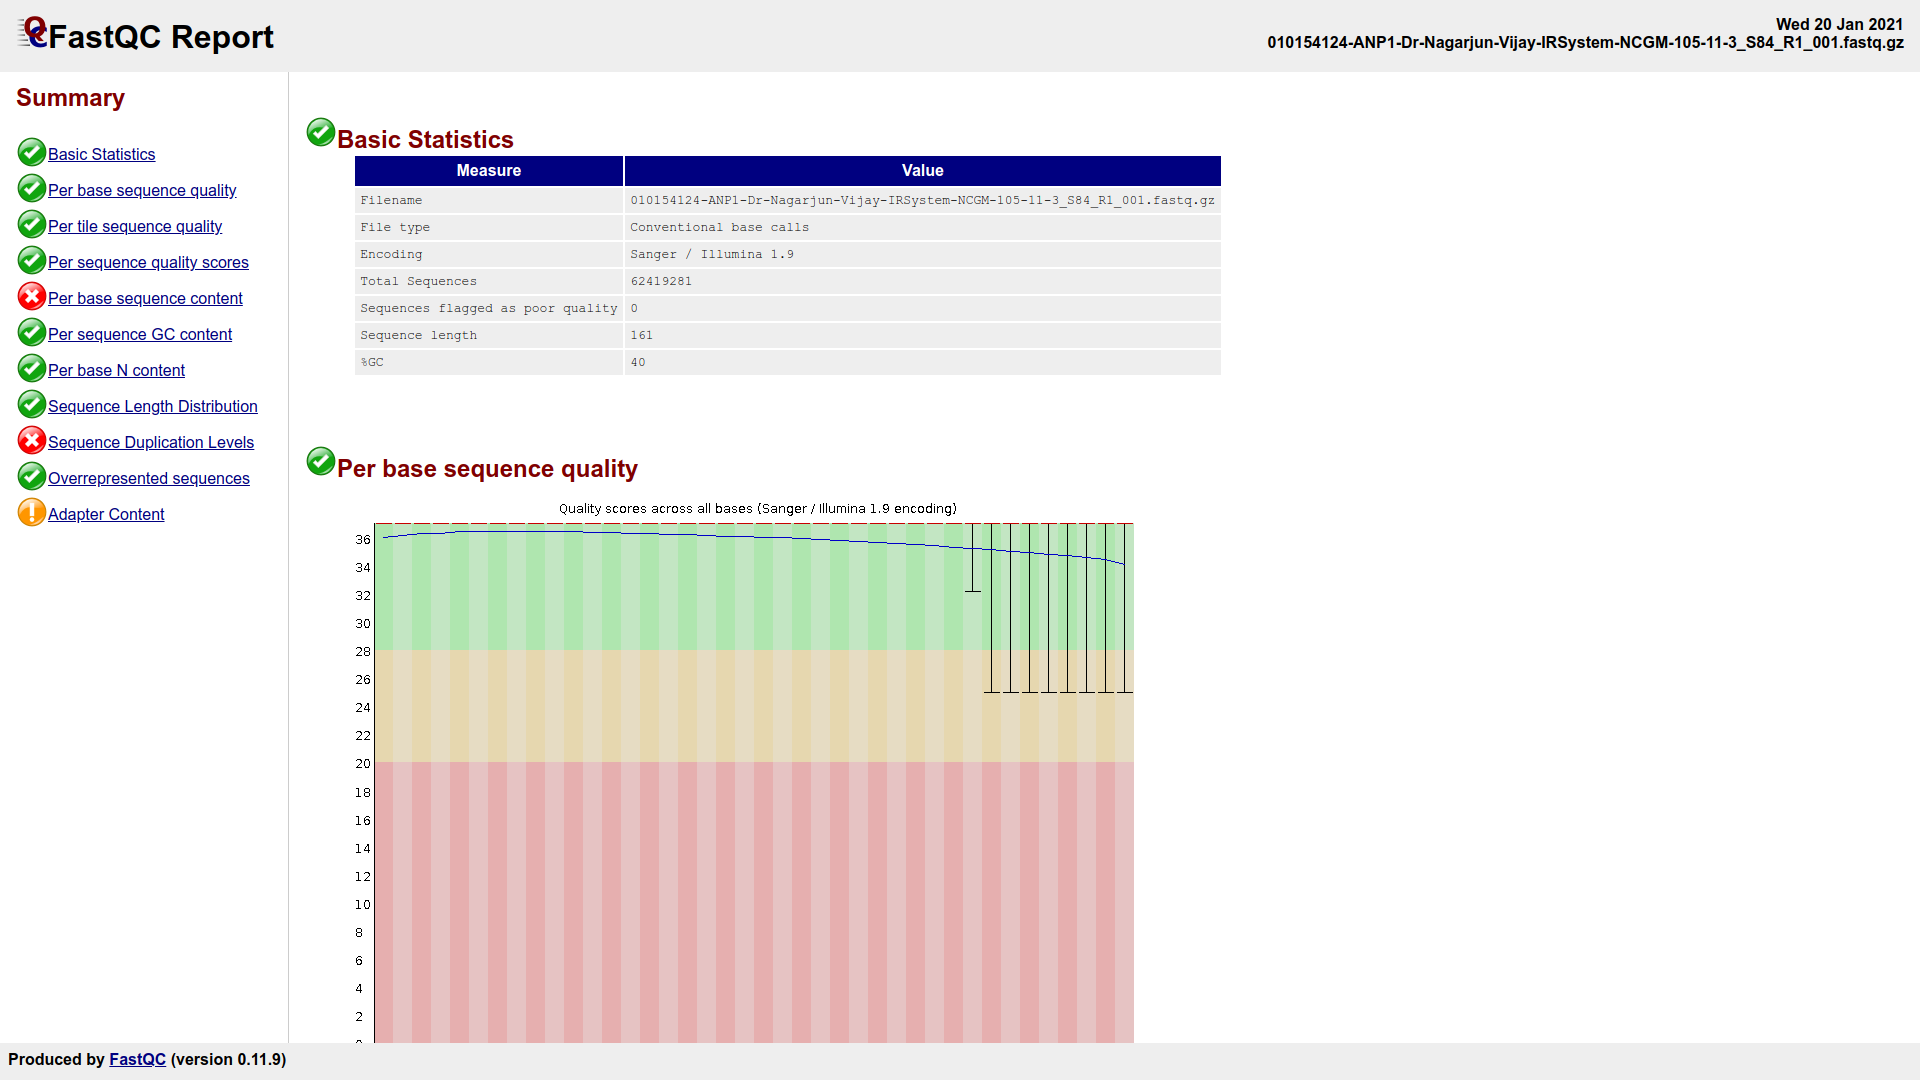 FastQC Report
Wed 20 Jan 2021
010154124-ANP1-Dr-Nagarjun-Vijay-IRSystem-NCGM-105-11-3_S84_R1_001.fastq.gz
Summary
Basic Statistics
Per base sequence quality
Per tile sequence quality
Per sequence quality scores
Per base sequence content
Per sequence GC content
Per base N content
Sequence Length Distribution
Sequence Duplication Levels
Overrepresented sequences
Adapter Content
Basic Statistics
Measure Value
Filename 010154124-ANP1-Dr-Nagarjun-Vijay-IRSystem-NCGM-105-11-3_S84_R1_001.fastq.gz
File type Conventional base calls
Encoding Sanger / Illumina 1.9
Total Sequences 62419281
Sequences flagged as poor quality 0
Sequence length 161
%GC 40
Per base sequence quality
Quality scores across all bases (Sanger / Illumina 1.9 encoding)
36
34
32
30
28
26
24
22
20
18
16
14
12
10
8
6
4
2
Produced by FastQC (version 0.11.9)